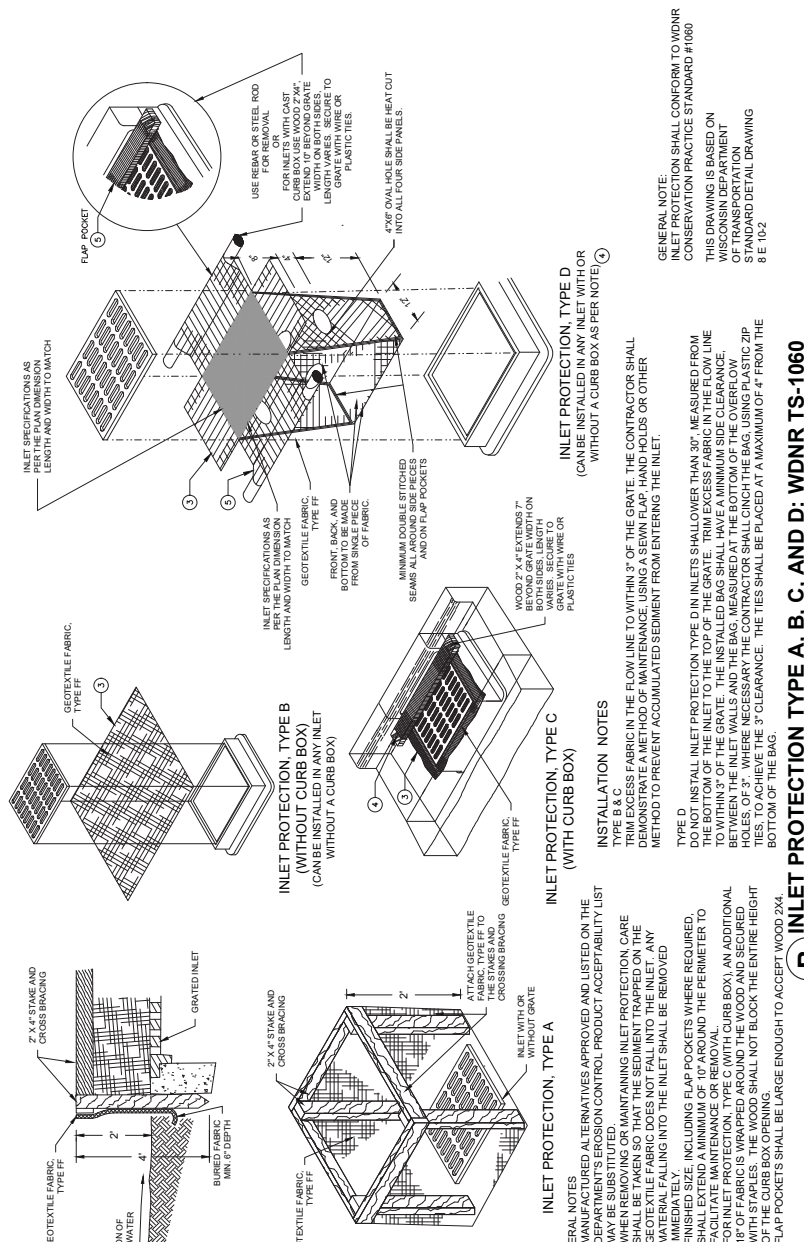 GEOTEXTILE FABRIC,
TYPE FF
2" X 4" STAKE AND
CROSS BRACING
2'
4'
GRATED INLET
BURIED FABRIC
MIN. 6" DEPTH
WATER
GEOTEXTILE FABRIC,
TYPE FF
3
INLET PROTECTION, TYPE B
(WITHOUT CURB BOX)
(CAN BE INSTALLED IN ANY INLET
WITHOUT A CURB BOX)
INLET SPECIFICATIONS AS
PER THE PLAN DIMENSION
LENGTH AND WIDTH TO MATCH
3
5
INLET SPECIFICATIONS AS
PER THE PLAN DIMENSION
LENGTH AND WIDTH TO MATCH
GEOTEXTILE FABRIC,
TYPE FF
FRONT, BACK, AND
BOTTOM TO BE MADE
FROM SINGLE PIECE
OF FABRIC.
MINIMUM DOUBLE STITCHED
SEAMS ALL AROUND SIDE PIECES
AND ON FLAP POCKETS
FLAP POCKET
5
USE REBAR OR STEEL ROD
FOR REMOVAL
OR
FOR INLETS WITH CAST
CURB BOX USE WOOD 2"X4",
EXTEND 10" BEYOND GRATE
WIDTH ON BOTH SIDES.
LENGTH VARIES. SECURE TO
GRATE WITH WIRE OR
PLASTIC TIES.
4"X6" OVAL HOLE SHALL BE HEAT CUT
INTO ALL FOUR SIDE PANELS.
8"
4"
12"
12"
INLET PROTECTION, TYPE D
(CAN BE INSTALLED IN ANY INLET WITH OR
WITHOUT A CURB BOX AS PER NOTE) 4
TEXTILE FABRIC,
TYPE FF
2" X 4" STAKE AND
CROSS BRACING
2'
ATTACH GEOTEXTILE
FABRIC, TYPE FF TO
THE STAKES AND
CROSSING BRACING
INLET WITH OR
WITHOUT GRATE
INLET PROTECTION, TYPE A
4
3
GEOTEXTILE FABRIC,
TYPE FF
WOOD 2" X 4" EXTENDS 7"
BEYOND GRATE WIDTH ON
BOTH SIDES, LENGTH
VARIES. SECURE TO
GRATE WITH WIRE OR
PLASTIC TIES
INLET PROTECTION, TYPE C
(WITH CURB BOX)
ERAL NOTES
MANUFACTURED ALTERNATIVES APPROVED AND LISTED ON THE
DEPARTMENT'S EROSION CONTROL PRODUCT ACCEPTABILITY LIST
MAY BE SUBSTITUTED.
WHEN REMOVING OR MAINTAINING INLET PROTECTION, CARE
SHALL BE TAKEN SO THAT THE SEDIMENT TRAPPED ON THE
GEOTEXTILE FABRIC DOES NOT FALL INTO THE INLET. ANY
MATERIAL FALLING INTO THE INLET SHALL BE REMOVED
IMMEDIATELY.
FINISHED SIZE, INCLUDING FLAP POCKETS WHERE REQUIRED,
SHALL EXTEND A MINIMUM OF 10" AROUND THE PERIMETER TO
FACILITATE MAINTENANCE OR REMOVAL.
FOR INLET PROTECTION, TYPE C (WITH CURB BOX), AN ADDITIONAL
18" OF FABRIC IS WRAPPED AROUND THE WOOD AND SECURED
WITH STAPLES. THE WOOD SHALL NOT BLOCK THE ENTIRE HEIGHT
OF THE CURB BOX OPENING.
FLAP POCKETS SHALL BE LARGE ENOUGH TO ACCEPT WOOD 2X4.
INSTALLATION NOTES
TYPE B & C
TRIM EXCESS FABRIC IN THE FLOW LINE TO WITHIN 3" OF THE GRATE. THE CONTRACTOR SHALL
DEMONSTRATE A METHOD OF MAINTENANCE, USING A SEWN FLAP, HAND HOLDS OR OTHER
METHOD TO PREVENT ACCUMULATED SEDIMENT FROM ENTERING THE INLET.
TYPE D
DO NOT INSTALL INLET PROTECTION TYPE D IN INLETS SHALLOWER THAN 30", MEASURED FROM
THE BOTTOM OF THE INLET TO THE TOP OF THE GRATE. TRIM EXCESS FABRIC IN THE FLOW LINE
TO WITHIN 3" OF THE GRATE. THE INSTALLED BAG SHALL HAVE A MINIMUM SIDE CLEARANCE,
BETWEEN THE INLET WALLS AND THE BAG, MEASURED AT THE BOTTOM OF THE OVERFLOW
HOLES, OF 3". WHERE NECESSARY THE CONTRACTOR SHALL CINCH THE BAG, USING PLASTIC ZIP
TIES, TO ACHIEVE THE 3" CLEARANCE. THE TIES SHALL BE PLACED AT A MAXIMUM OF 4" FROM THE
BOTTOM OF THE BAG.
GENERAL NOTE:
INLET PROTECTION SHALL CONFORM TO WDNR
CONSERVATION PRACTICE STANDARD #1060
THIS DRAWING IS BASED ON
WISCONSIN DEPARTMENT
OF TRANSPORTATION
STANDARD DETAIL DRAWING
8 E 10-2
INLET PROTECTION TYPE A, B, C, AND D: WDNR TS-1060